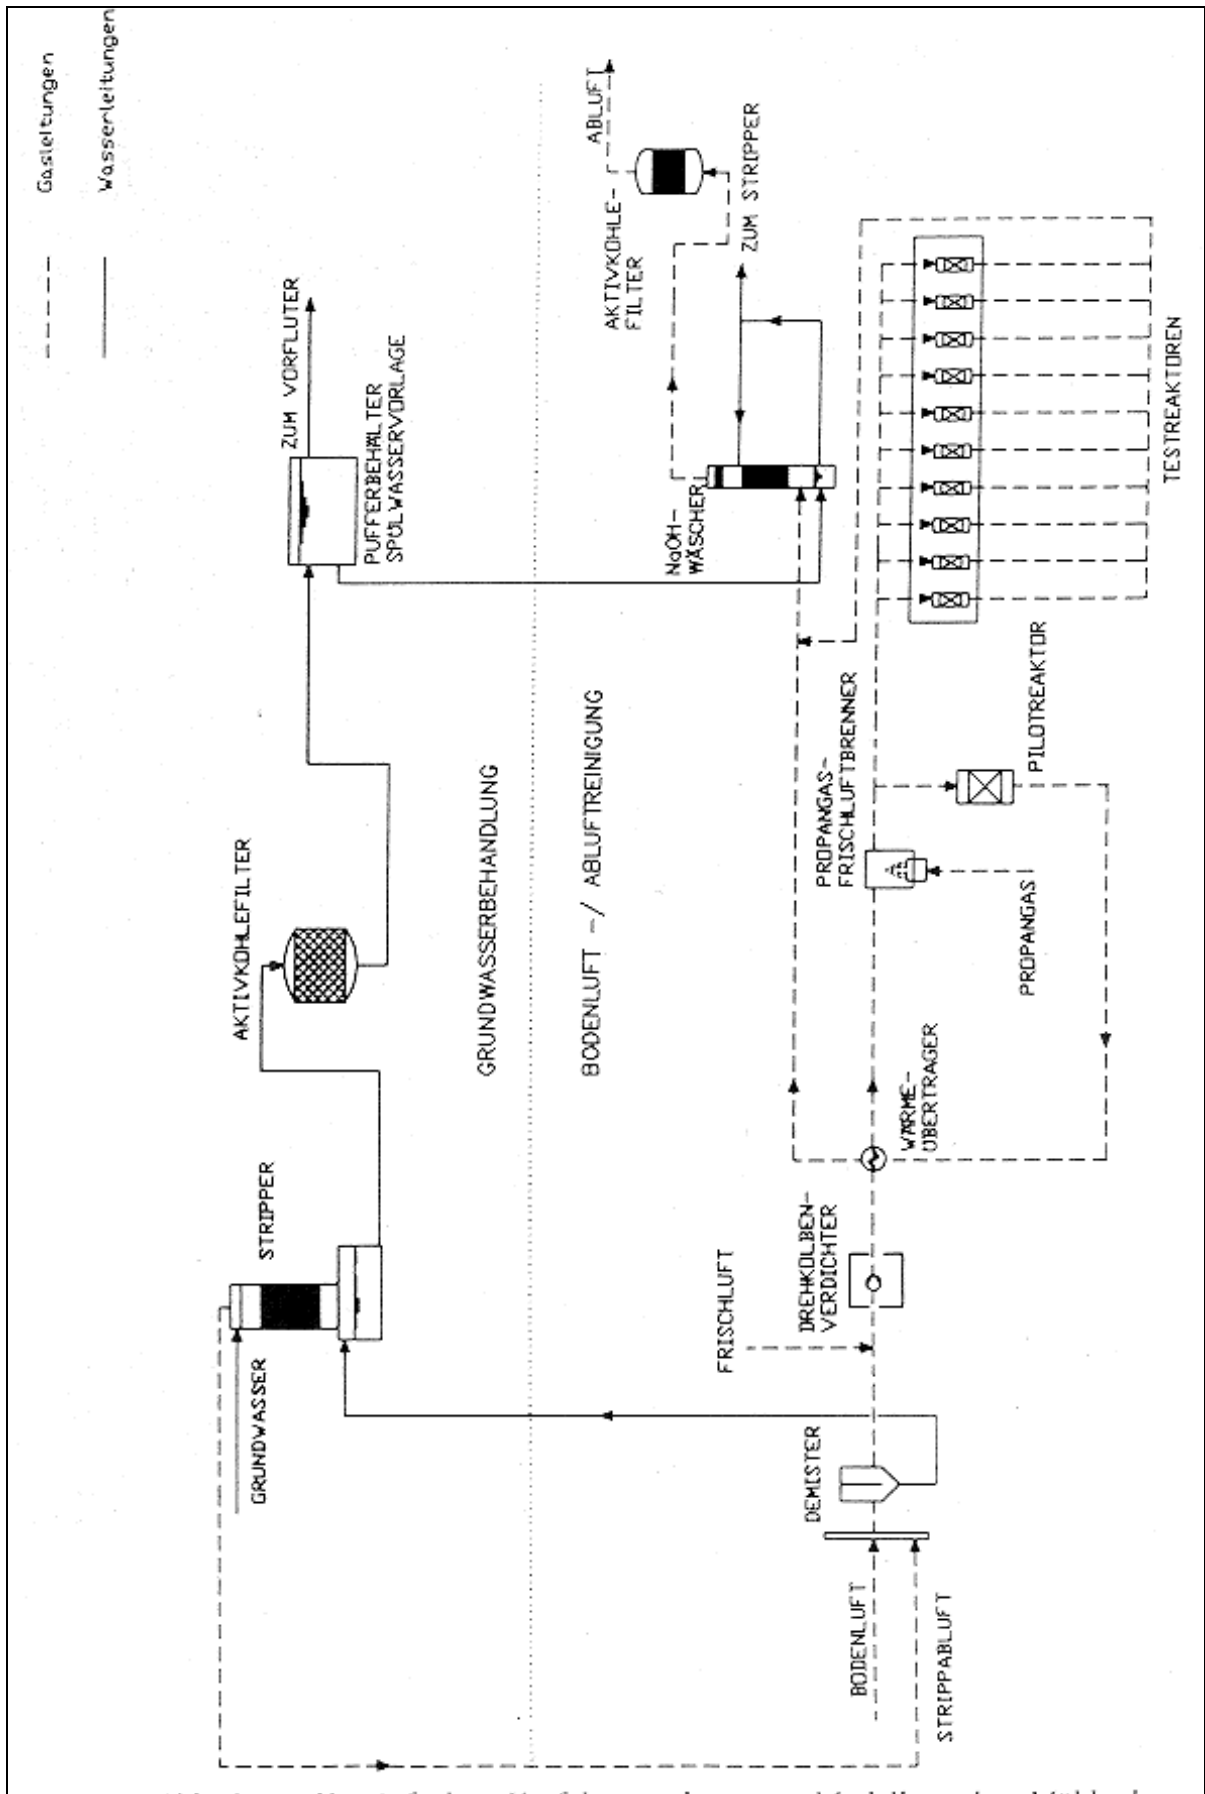 Gasleitungen
Wasserleitungen
ZUM VORFLUTER
PUFFERBEHÄLTER
SPÜLWASSERVORLAGE
AKTIVKOHLEFILTER
STRIPPER
GRUNDWASSER
GRUNDWASSERBEHANDLUNG
BODENLUFT -/ ABLUFTREINIGUNG
ABLUFT
AKTIVKOHLE-
FILTER
ZUM STRIPPER
NaOH-
WÄSCHER
TESTREAKTOREN
PILOTREAKTOR
PROPANGAS-
FRISCHLUFTBRENNER
PROPANGAS
WÄRME-
ÜBERTRAGER
DREHKOLBEN-
VERDICHTER
FRISCHLUFT
DEMISTER
BODENLUFT
STRIPPABLUFT